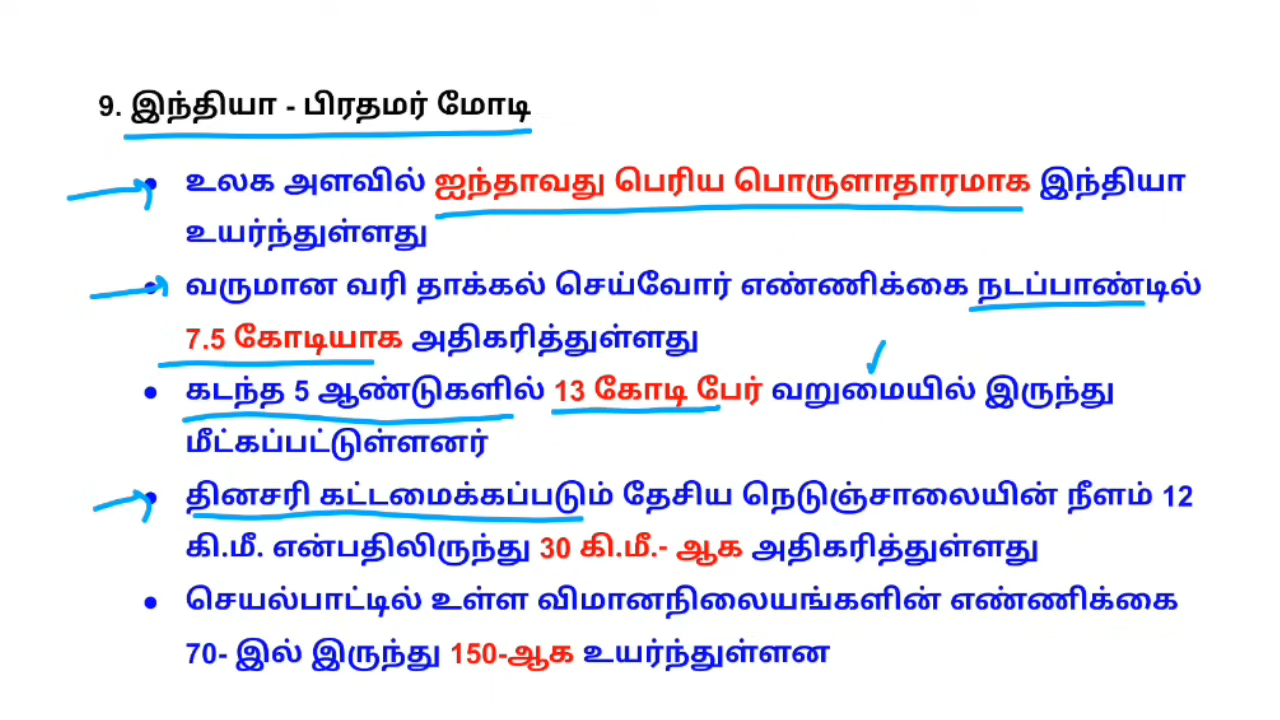 9. இந்தியா - பிரதமர் மோடி
• உலக அளவில் ஐந்தாவது பெரிய பொருளாதாரமாக இந்தியா
உயர்ந்துள்ளது
• வருமான வரி தாக்கல் செய்வோர் எண்ணிக்கை நடப்பாண்டில்
7.5 கோடியாக அதிகரித்துள்ளது
• கடந்த 5 ஆண்டுகளில் 13 கோடி பேர் வறுமையில் இருந்து
மீட்கப்பட்டுள்ளனர்
• தினசரி கட்டமைக்கப்படும் தேசிய நெடுஞ்சாலையின் நீளம் 12
கி.மீ. என்பதிலிருந்து 30 கி.மீ.- ஆக அதிகரித்துள்ளது
• செயல்பாட்டில் உள்ள விமானநிலையங்களின் எண்ணிக்கை
70- இல் இருந்து 150-ஆக உயர்ந்துள்ளன